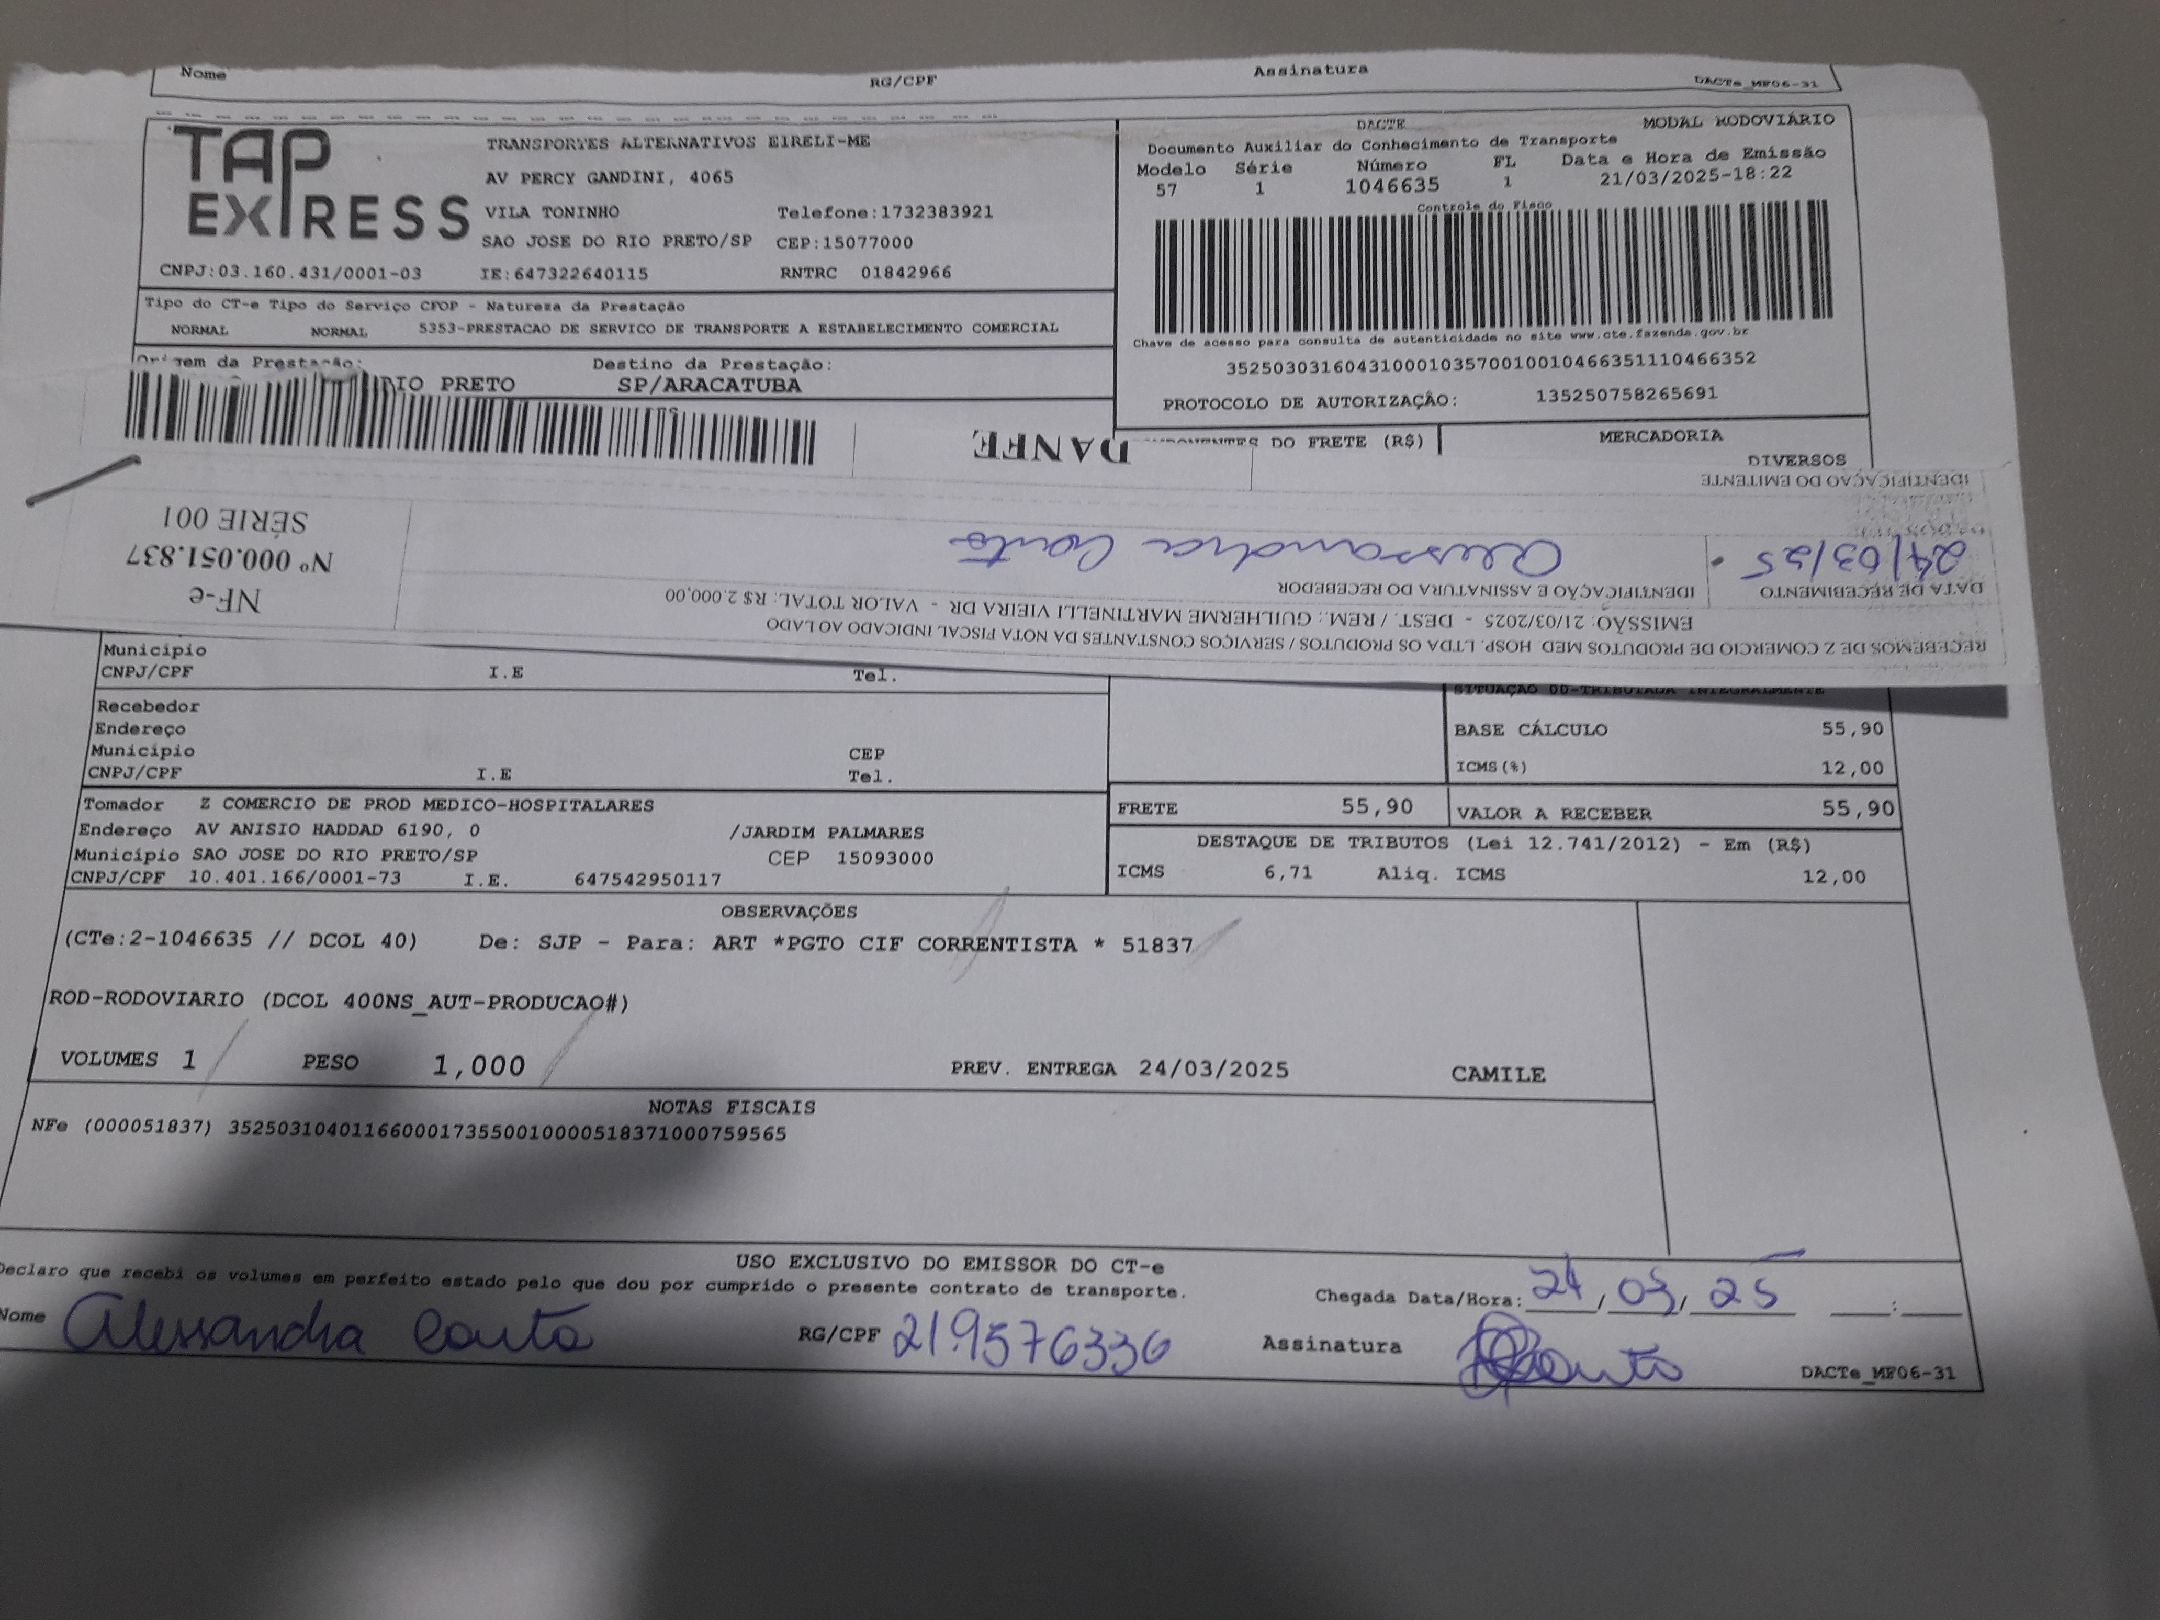 Nome RG/CPF Assinatura DACTe_MF06-31
TAP EXPRESS
TRANSPORTES ALTERNATIVOS EIRELI-ME
AV PERCY GANDINI, 4065
VILA TONINHO Telefone:1732383921
SAO JOSE DO RIO PRETO/SP CEP:15077000
CNPJ:03.160.431/0001-03 IE:647322640115 RNTRC 01842966
DACTE MODAL RODOVIÁRIO
Documento Auxiliar do Conhecimento de Transporte
Modelo Série Número FL Data e Hora de Emissão
57 1 1046635 1 21/03/2025-18:22
Controle do Fisco
Chave de acesso para consulta de autenticidade no site www.cte.fazenda.gov.br
35250303160431000103570010010466351110466352
PROTOCOLO DE AUTORIZAÇÃO: 135250758265691
Tipo do CT-e Tipo do Serviço CFOP - Natureza da Prestação
NORMAL NORMAL 5353-PRESTACAO DE SERVICO DE TRANSPORTE A ESTABELECIMENTO COMERCIAL
Origem da Prestação: Destino da Prestação:
RIO PRETO SP/ARACATUBA
DO FRETE (R$) MERCADORIA
DIVERSOS
RECEBEMOS DE Z COMERCIO DE PRODUTOS MED HOSP. LTDA OS PRODUTOS / SERVIÇOS CONSTANTES DA NOTA FISCAL INDICADO AO LADO
EMISSÃO: 21/03/2025 - DEST. / REM.: GUILHERME MARTINELLI VIEIRA DR - VALOR TOTAL: R$ 2.000,00
DATA DE RECEBIMENTO IDENTIFICAÇÃO E ASSINATURA DO RECEBEDOR
24/03/25 Alessandra Couto
NF-e
Nº 000.051.837
SÉRIE 001
IDENTIFICAÇÃO DO EMITENTE
DANFE
Município
CNPJ/CPF I.E Tel.
SITUAÇÃO 00-TRIBUTADA INTEGRALMENTE
Recebedor
Endereço
Município CEP
CNPJ/CPF I.E Tel.
BASE CÁLCULO 55,90
ICMS(%) 12,00
Tomador Z COMERCIO DE PROD MEDICO-HOSPITALARES
Endereço AV ANISIO HADDAD 6190, 0 /JARDIM PALMARES
Município SAO JOSE DO RIO PRETO/SP CEP 15093000
CNPJ/CPF 10.401.166/0001-73 I.E. 647542950117
FRETE 55,90 VALOR A RECEBER 55,90
DESTAQUE DE TRIBUTOS (Lei 12.741/2012) - Em (R$)
ICMS 6,71 Aliq. ICMS 12,00
OBSERVAÇÕES
(CTe:2-1046635 // DCOL 40) De: SJP - Para: ART *PGTO CIF CORRENTISTA * 51837
ROD-RODOVIARIO (DCOL 400NS_AUT-PRODUCAO#)
VOLUMES 1 PESO 1,000 PREV. ENTREGA 24/03/2025 CAMILE
NOTAS FISCAIS
NFe (000051837) 35250310401166000173550010000518371000759565
USO EXCLUSIVO DO EMISSOR DO CT-e
Declaro que recebi os volumes em perfeito estado pelo que dou por cumprido o presente contrato de transporte.
Chegada Data/Hora: 24/03/25 __:__
Nome Alessandra Couto RG/CPF 219576336 Assinatura Couto
DACTe_MF06-31